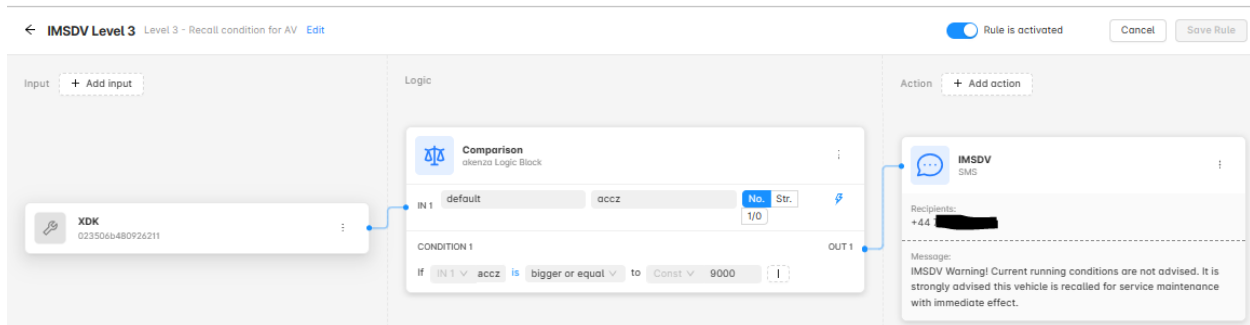 IMSDV Level 3 Level 3 - Recall condition for AV Edit
Rule is activated
Cancel
Save Rule
Input
+ Add input
Logic
Action
+ Add action
XDK
023506b480926211
Comparison
akenza Logic Block
IN 1 default accz No. Str.
1/0
CONDITION 1
OUT 1
If IN 1 accz is bigger or equal to Const 9000
IMSDV
SMS
Recipients:
+44
Message:
IMSDV Warning! Current running conditions are not advised. It is
strongly advised this vehicle is recalled for service maintenance
with immediate effect.